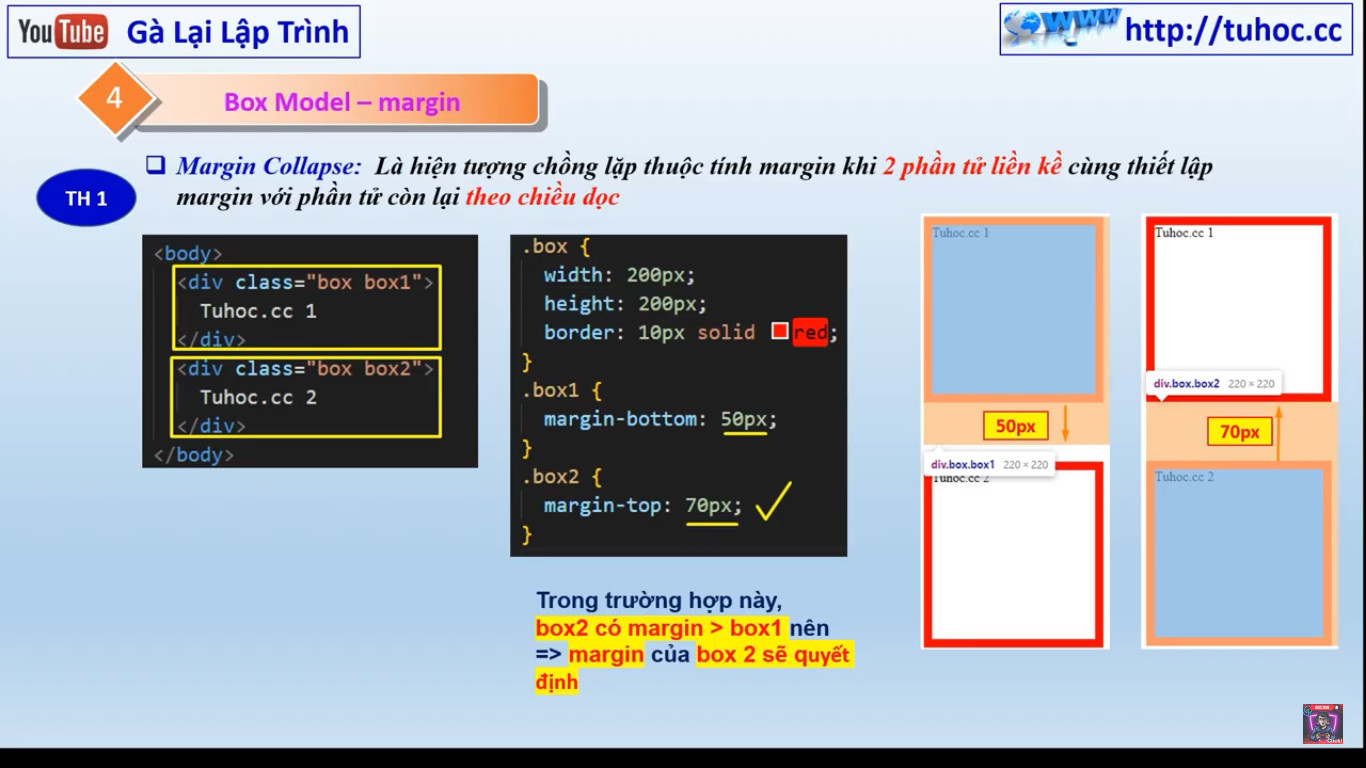 YouTube Gà Lại Lập Trình
WWW http://tuhoc.cc
4
Box Model – margin
TH 1
Margin Collapse: Là hiện tượng chồng lặp thuộc tính margin khi 2 phần tử liền kề cùng thiết lập
margin với phần tử còn lại theo chiều dọc
<body>
<div class="box box1">
Tuhoc.cc 1
</div>
<div class="box box2">
Tuhoc.cc 2
</div>
</body>
.box {
width: 200px;
height: 200px;
border: 10px solid red;
}
.box1 {
margin-bottom: 50px;
}
.box2 {
margin-top: 70px;
}
Trong trường hợp này,
box2 có margin > box1 nên
=> margin của box 2 sẽ quyết
định
Tuhoc.cc 1
50px
div.box.box1 220 × 220
Tuhoc.cc 2
Tuhoc.cc 1
div.box.box2 220 × 220
70px
Tuhoc.cc 2